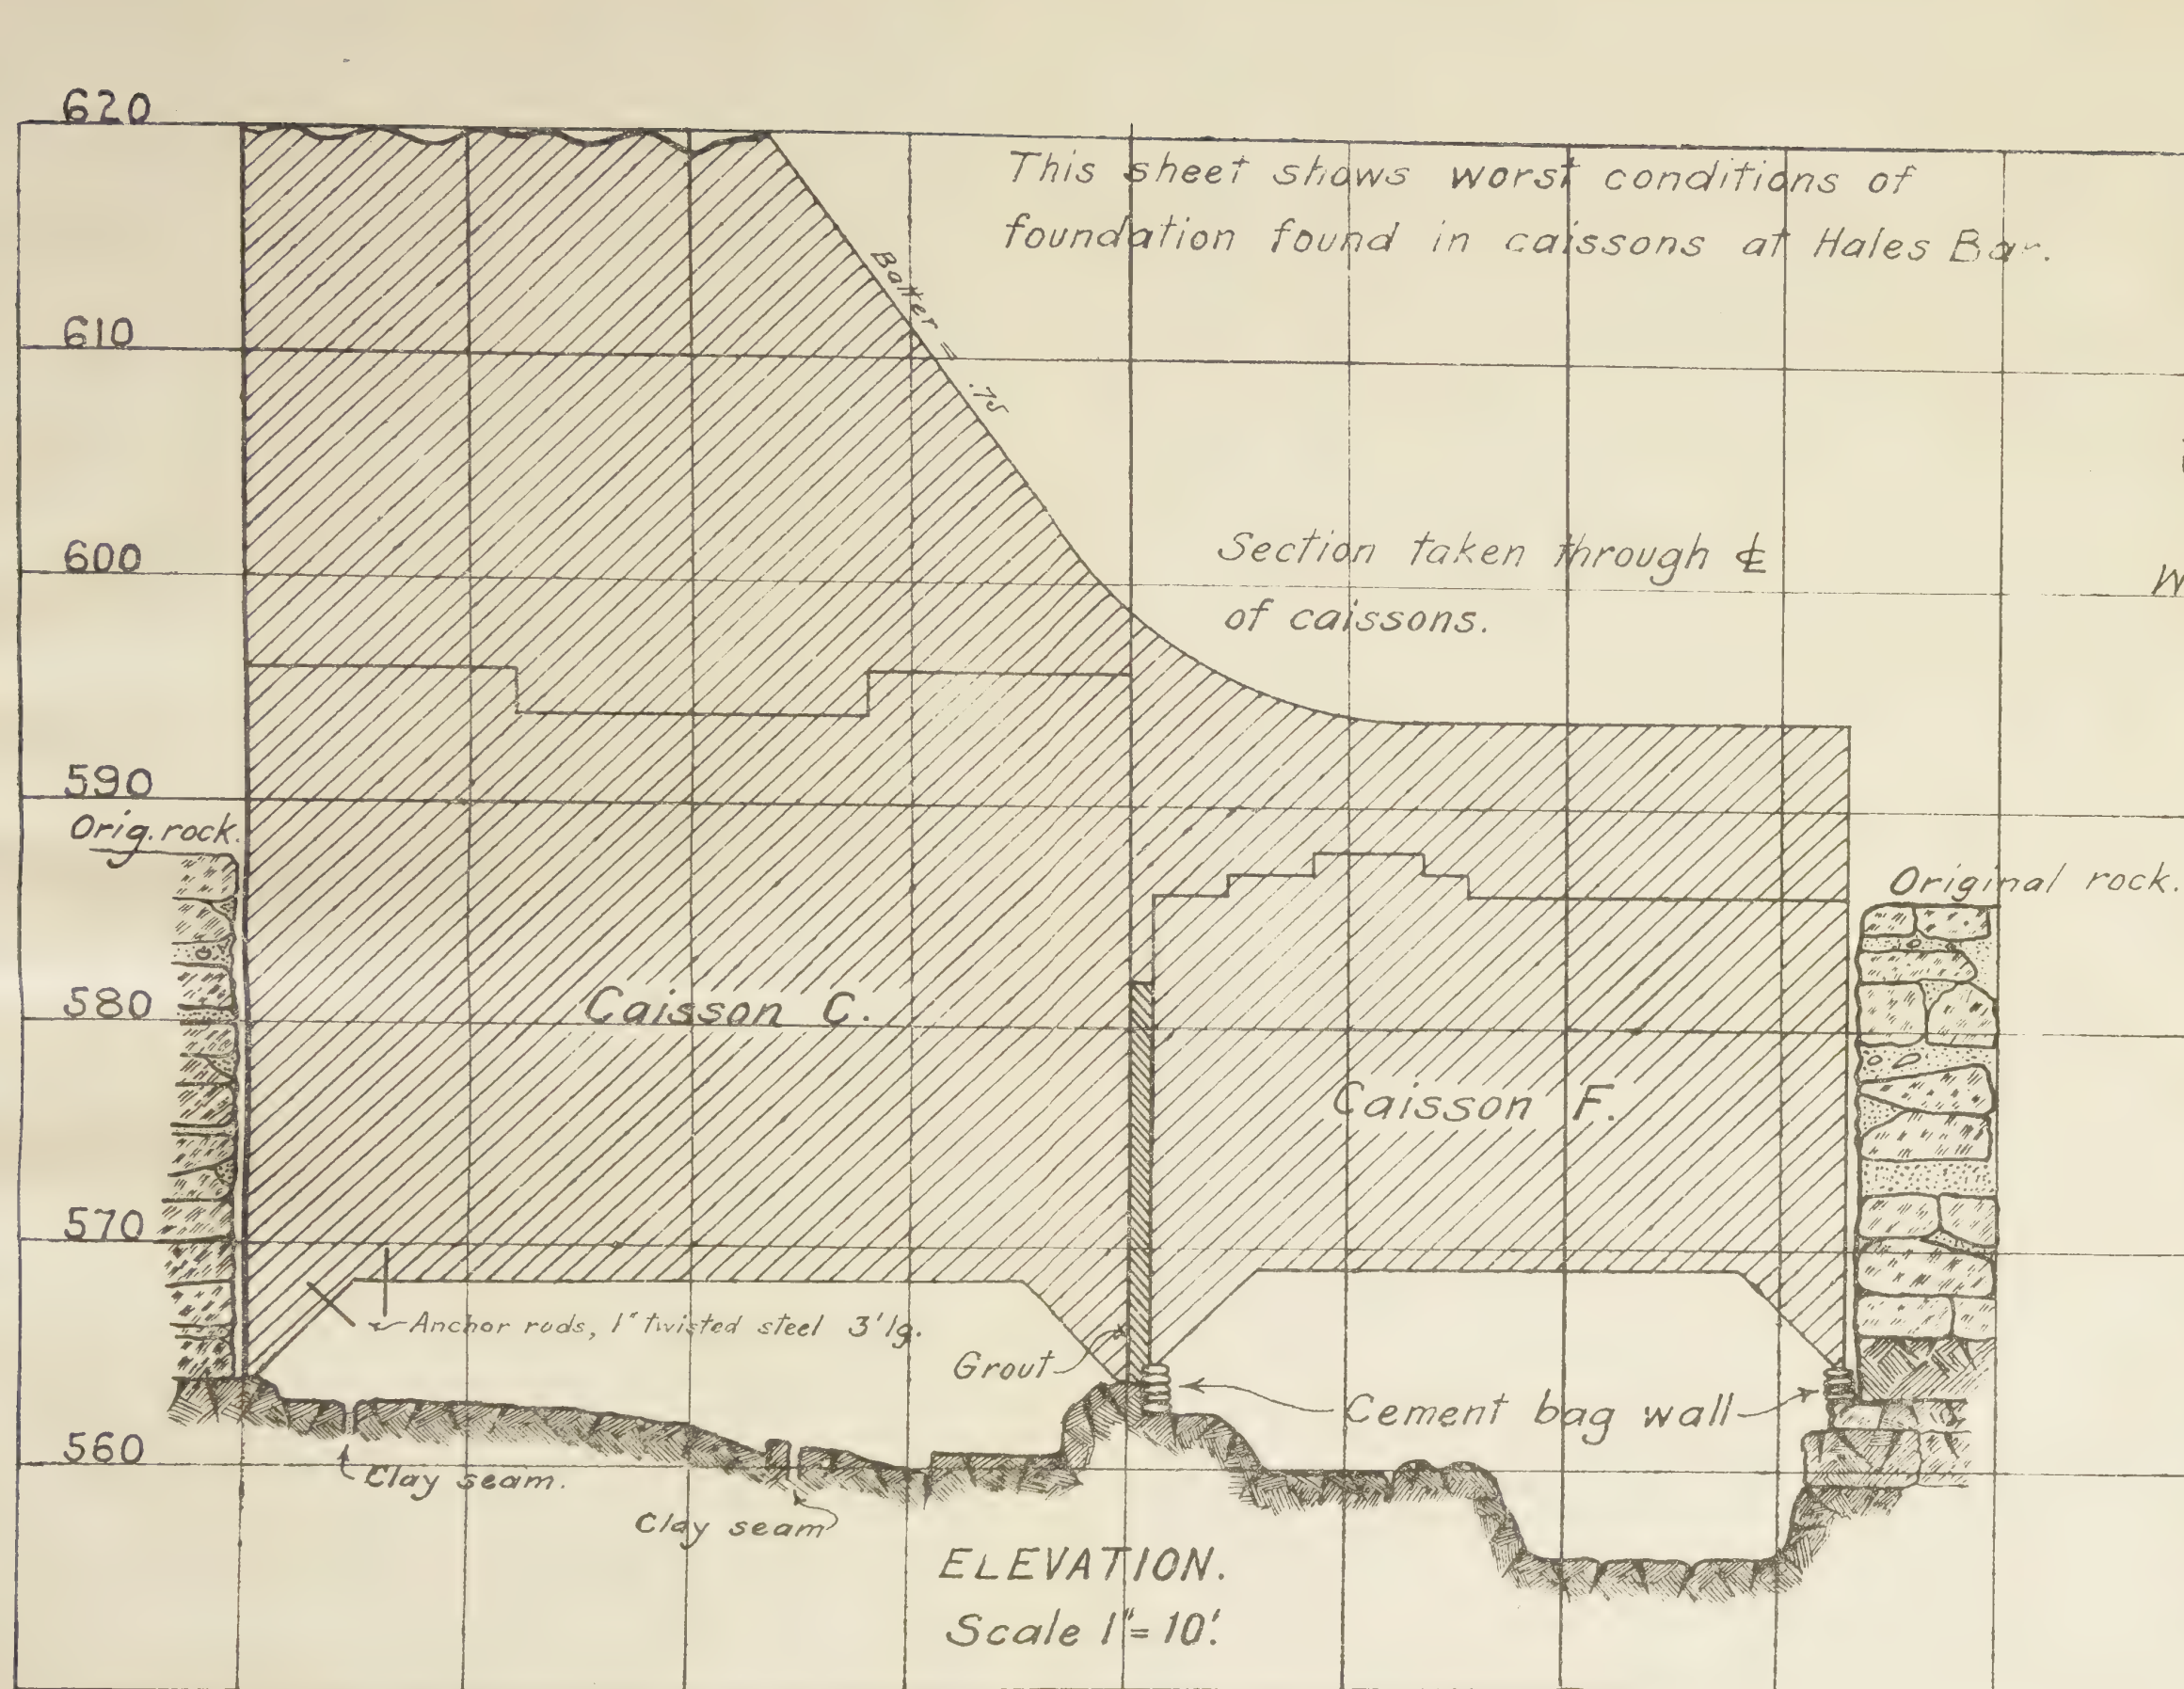 620
This sheet shows worst conditions of
foundation found in caissons at Hales Bar.
Batter = .75
610
Section taken through ℄
of caissons.
600
590
Orig. rock.
Original rock.
580
Caisson C.
Caisson F.
570
Anchor rods, 1" twisted steel 3' lg.
Grout
Cement bag wall
560
Clay seam.
Clay seam
ELEVATION.
Scale 1" = 10'.